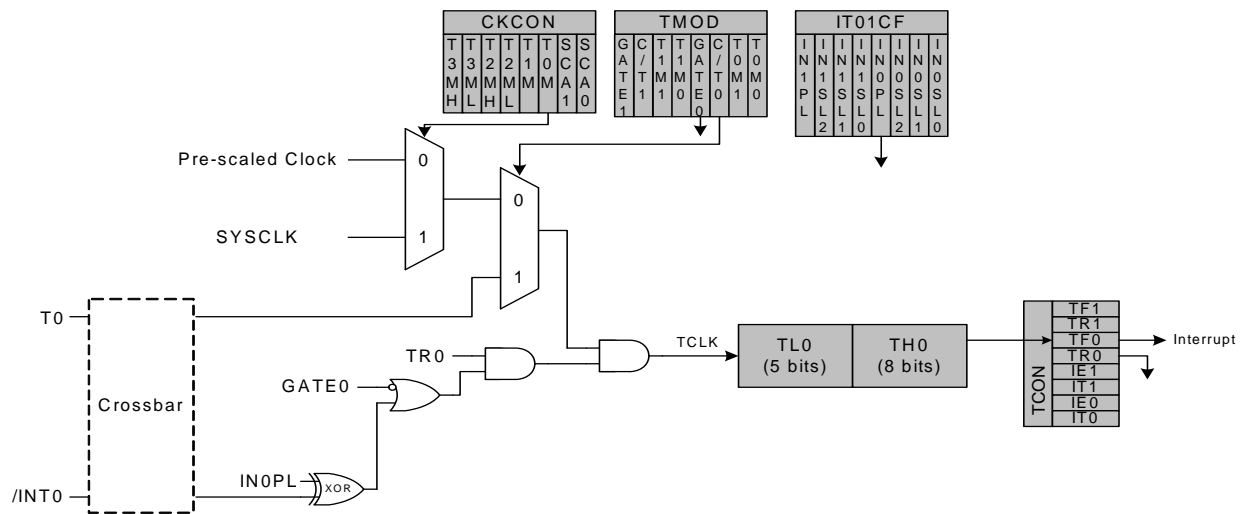 CKCON
T3MH
T3ML
T2MH
T2ML
T1M
T0M
SCA1
SCA0
TMOD
GATE1
C/T1
T1M1
T1M0
GATE0
C/T0
T0M1
T0M0
IT01CF
IN1PL
IN1SL2
IN1SL1
IN1SL0
IN0PL
IN0SL2
IN0SL1
IN0SL0
Pre-scaled Clock
0
SYSCLK
1
0
1
T0
Crossbar
/INT0
TR0
GATE0
IN0PL
XOR
TCLK
TL0
(5 bits)
TH0
(8 bits)
TCON
TF1
TR1
TF0
TR0
IE1
IT1
IE0
IT0
Interrupt